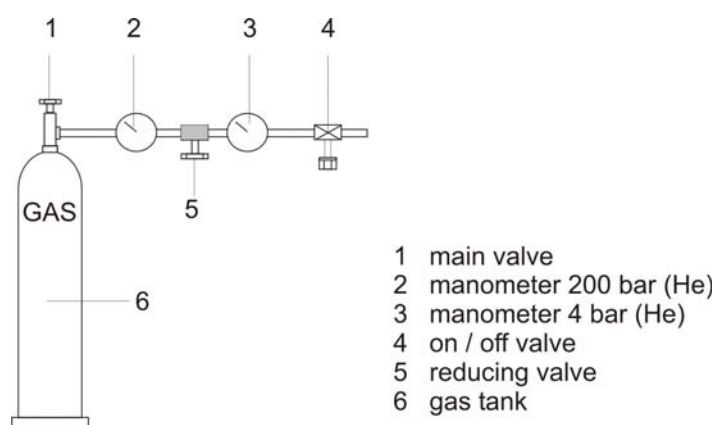 1 2 3 4
GAS
5
6
1 main valve
2 manometer 200 bar (He)
3 manometer 4 bar (He)
4 on / off valve
5 reducing valve
6 gas tank